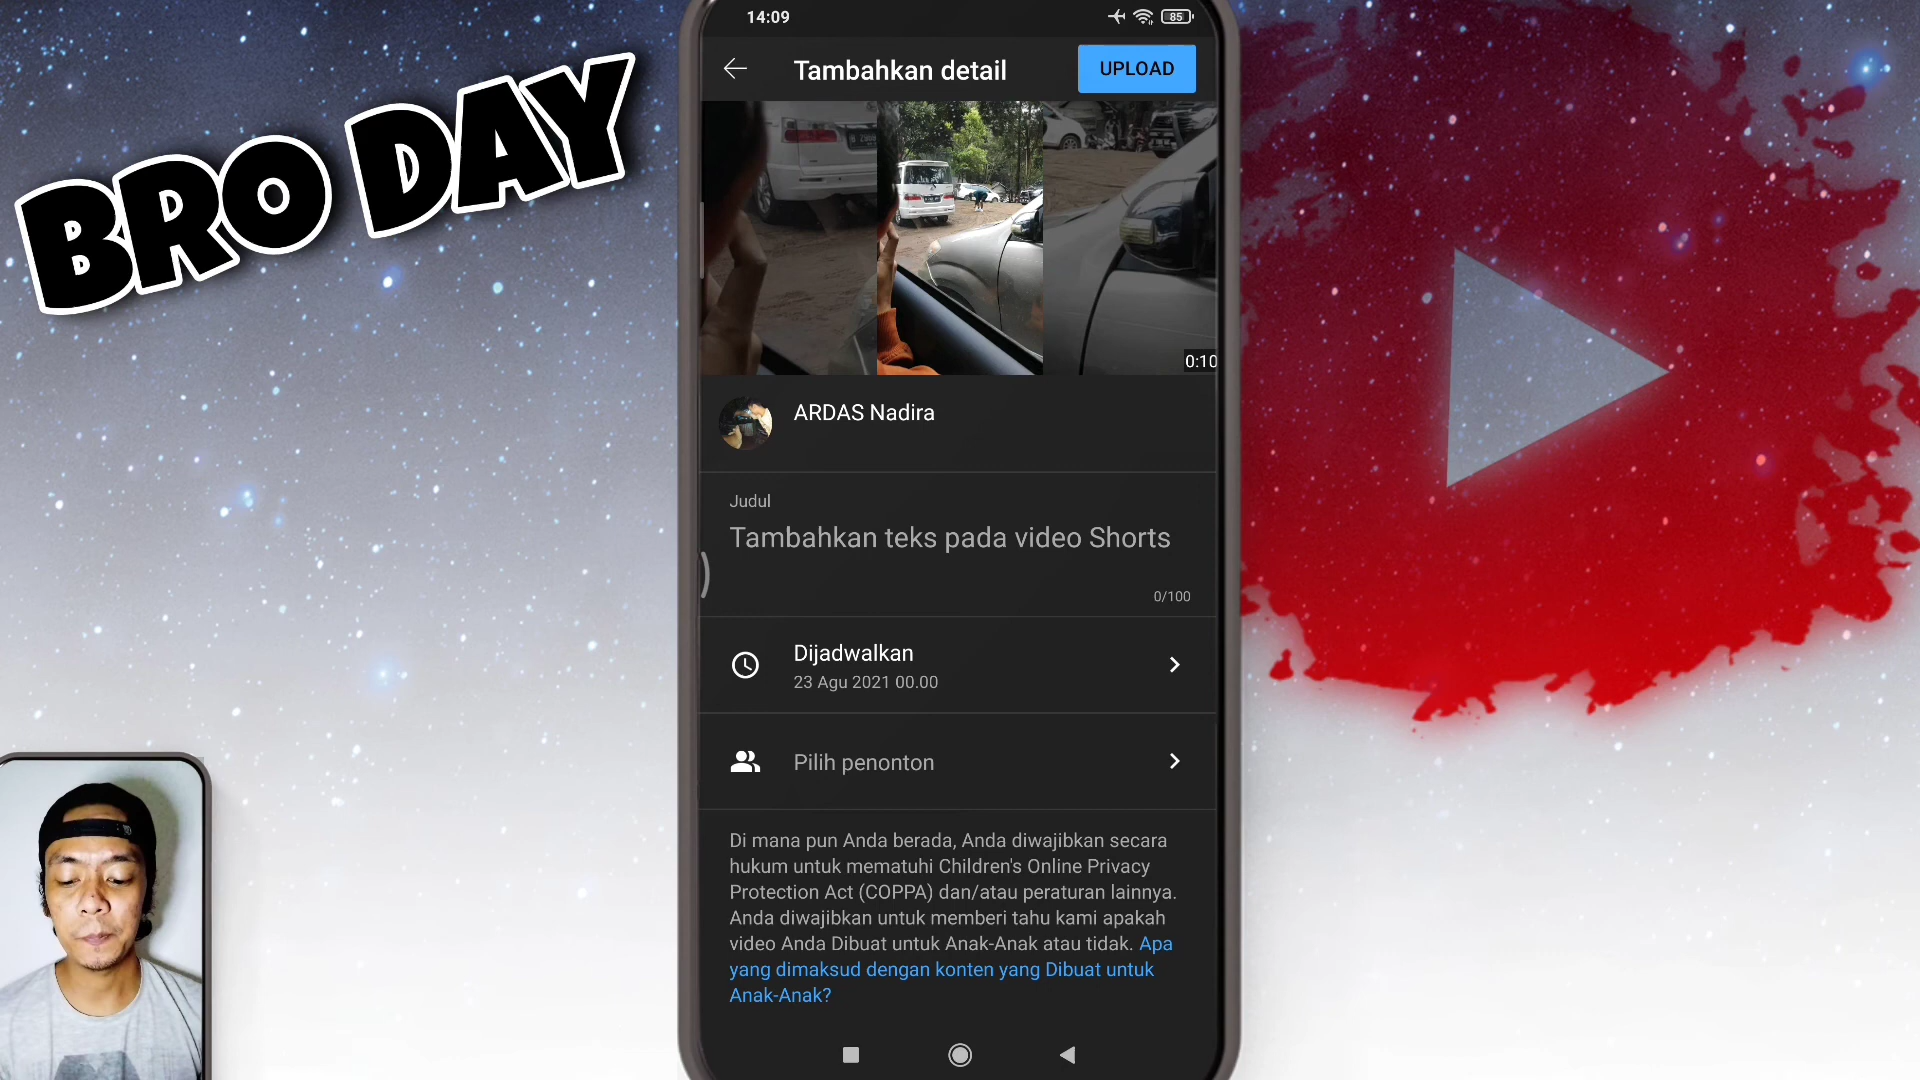 BRO DAY
14:09
85
Tambahkan detail
UPLOAD
0:10
ARDAS Nadira
Judul
Tambahkan teks pada video Shorts
0/100
Dijadwalkan
23 Agu 2021 00.00
Pilih penonton
Di mana pun Anda berada, Anda diwajibkan secara
hukum untuk mematuhi Children's Online Privacy
Protection Act (COPPA) dan/atau peraturan lainnya.
Anda diwajibkan untuk memberi tahu kami apakah
video Anda Dibuat untuk Anak-Anak atau tidak. Apa
yang dimaksud dengan konten yang Dibuat untuk
Anak-Anak?